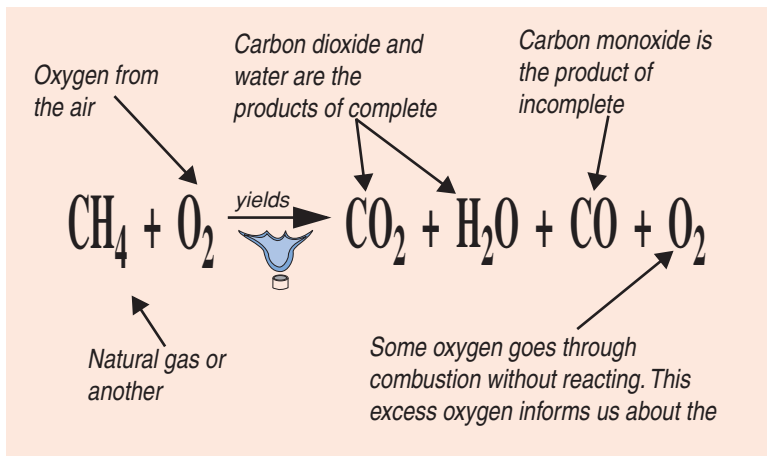 Oxygen from
the air
Carbon dioxide and
water are the
products of complete
Carbon monoxide is
the product of
incomplete
CH₄ + O₂ yields CO₂ + H₂O + CO + O₂
Natural gas or
another
Some oxygen goes through
combustion without reacting. This
excess oxygen informs us about the